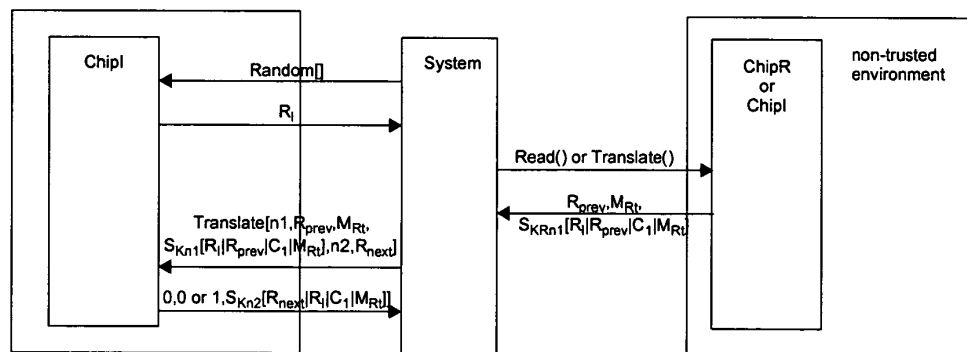 ChipI
System
ChipR
or
ChipI
non-trusted
environment
Random[]
R_I
Read() or Translate()
R_prev,M_Rt,
S_KRn1[R_I|R_prev|C_1|M_Rt]
Translate[n1,R_prev,M_Rt,
S_Kn1[R_I|R_prev|C_1|M_Rt],n2,R_next]
0,0 or 1,S_Kn2[R_next|R_I|C_1|M_Rt]]